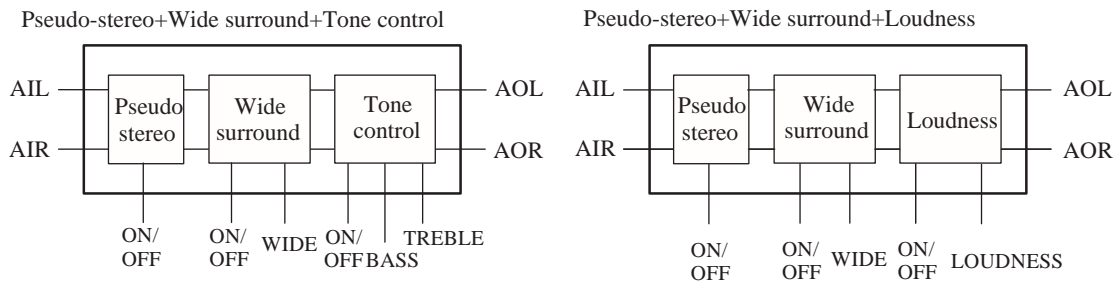 Pseudo-stereo+Wide surround+Tone control
AIL
AIR
Pseudo
stereo
Wide
surround
Tone
control
AOL
AOR
ON/
OFF
ON/
OFF
WIDE
ON/
OFF
BASS
TREBLE
Pseudo-stereo+Wide surround+Loudness
AIL
AIR
Pseudo
stereo
Wide
surround
Loudness
AOL
AOR
ON/
OFF
ON/
OFF
WIDE
ON/
OFF
LOUDNESS